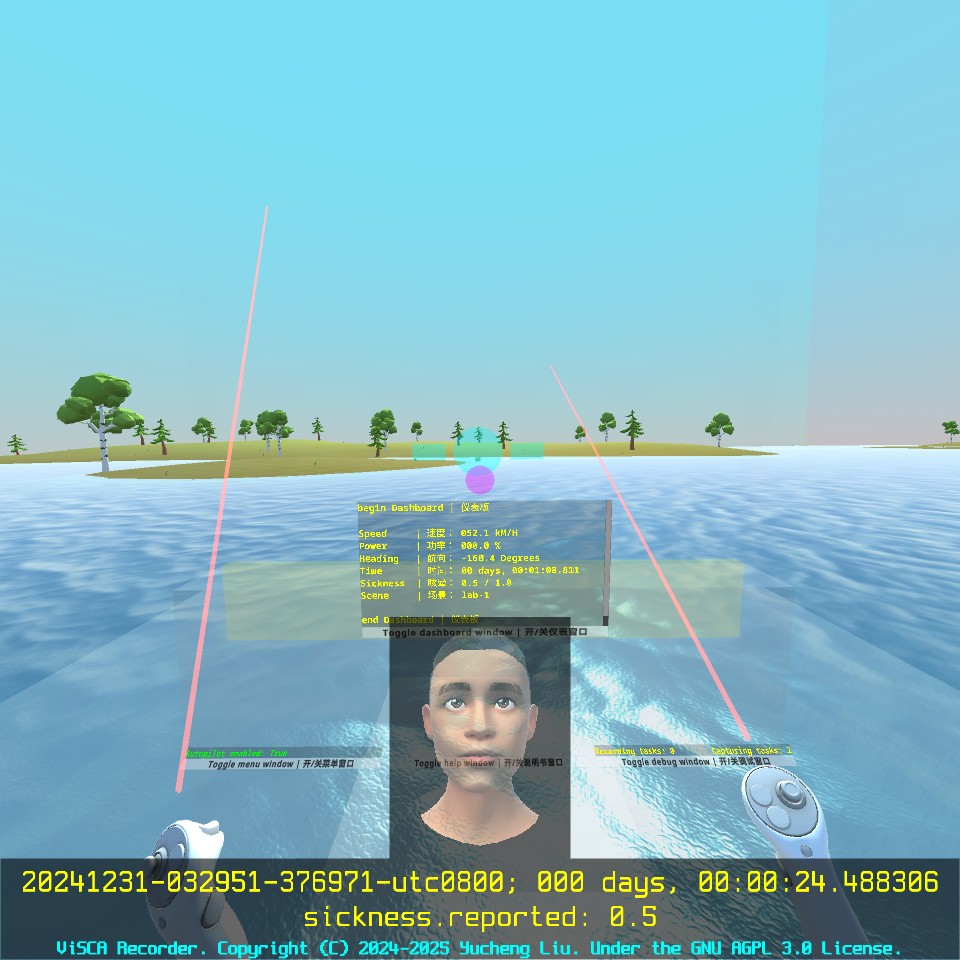 begin Dashboard | 仪表板
Speed | 速度: 052.1 kM/H
Power | 功率: 000.0 %
Heading | 航向: -160.4 Degrees
Time | 时间: 00 days, 00:01:08.811
Sickness | 眩晕: 0.5 / 1.0
Scene | 场景: lab-1
end Dashboard | 仪表板
Toggle dashboard window | 开/关仪表窗口
Autopilot enabled: True
Toggle menu window | 开/关菜单窗口
Toggle help window | 开/关说明书窗口
Recording tasks: 0 Capturing tasks: 1
Toggle debug window | 开/关调试窗口
20241231-032951-376971-utc0800; 000 days, 00:00:24.488306
sickness.reported: 0.5
ViSCA Recorder. Copyright (C) 2024-2025 Yucheng Liu. Under the GNU AGPL 3.0 License.